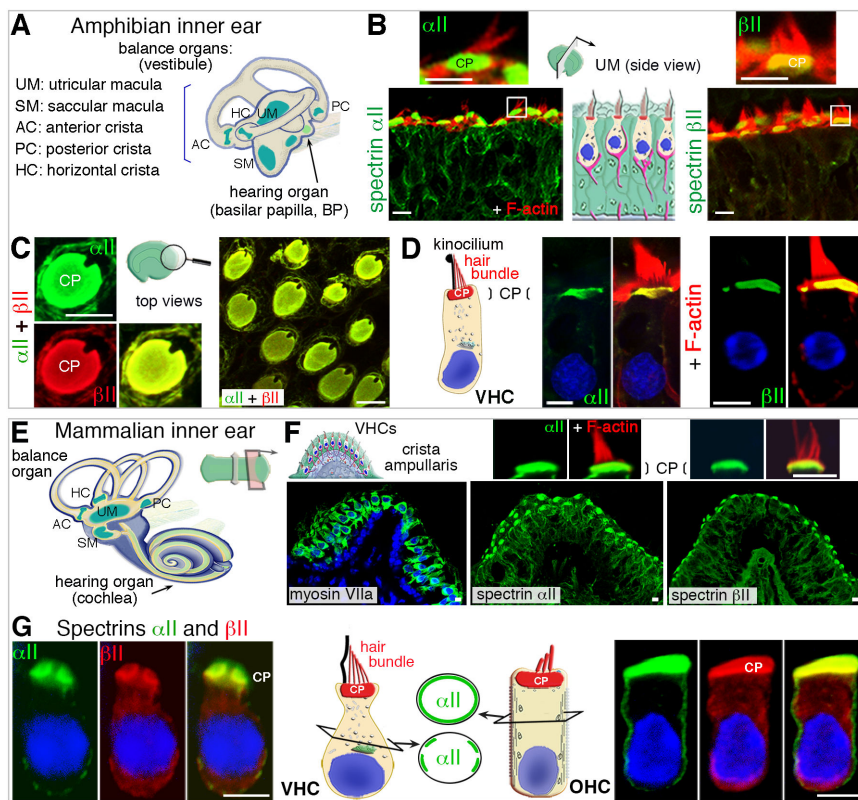 A
Amphibian inner ear
balance organs:
(vestibule)
UM: utricular macula
SM: saccular macula
AC: anterior crista
PC: posterior crista
HC: horizontal crista
HC
UM
PC
AC
SM
hearing organ
(basilar papilla, BP)
B
αII
CP
UM (side view)
βII
CP
spectrin αII
+ F-actin
spectrin βII
C
αII + βII
αII
CP
top views
CP
βII
αII + βII
D
kinocilium
hair
bundle
CP
CP
VHC
αII
+ F-actin
βII
E
Mammalian inner ear
balance
organ
HC
UM
PC
AC
SM
hearing organ
(cochlea)
F
VHCs
crista
ampullaris
αII
+ F-actin
CP
myosin VIIa
spectrin αII
spectrin βII
G
Spectrins αII and βII
αII
βII
CP
hair
bundle
CP
VHC
αII
αII
CP
OHC